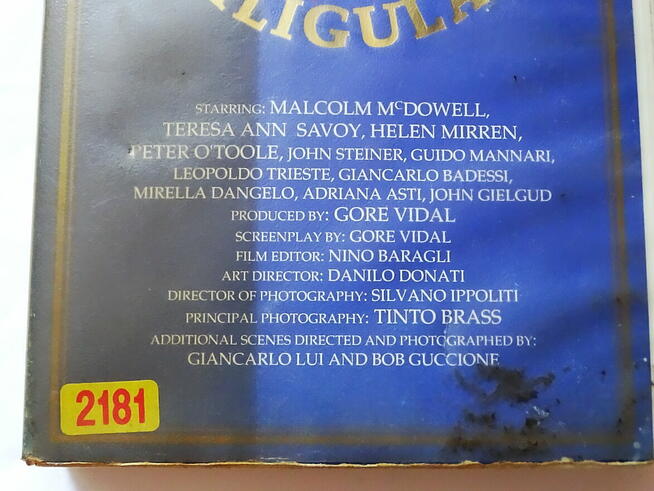 ALIGULA
STARRING: MALCOLM McDOWELL,
TERESA ANN SAVOY, HELEN MIRREN,
PETER O'TOOLE, JOHN STEINER, GUIDO MANNARI,
LEOPOLDO TRIESTE, GIANCARLO BADESSI,
MIRELLA DANGELO, ADRIANA ASTI, JOHN GIELGUD
PRODUCED BY: GORE VIDAL
SCREENPLAY BY: GORE VIDAL
FILM EDITOR: NINO BARAGLI
ART DIRECTOR: DANILO DONATI
DIRECTOR OF PHOTOGRAPHY: SILVANO IPPOLITI
PRINCIPAL PHOTOGRAPHY: TINTO BRASS
ADDITIONAL SCENES DIRECTED AND PHOTOGRAPHED BY:
GIANCARLO LUI AND BOB GUCCIONE
2181